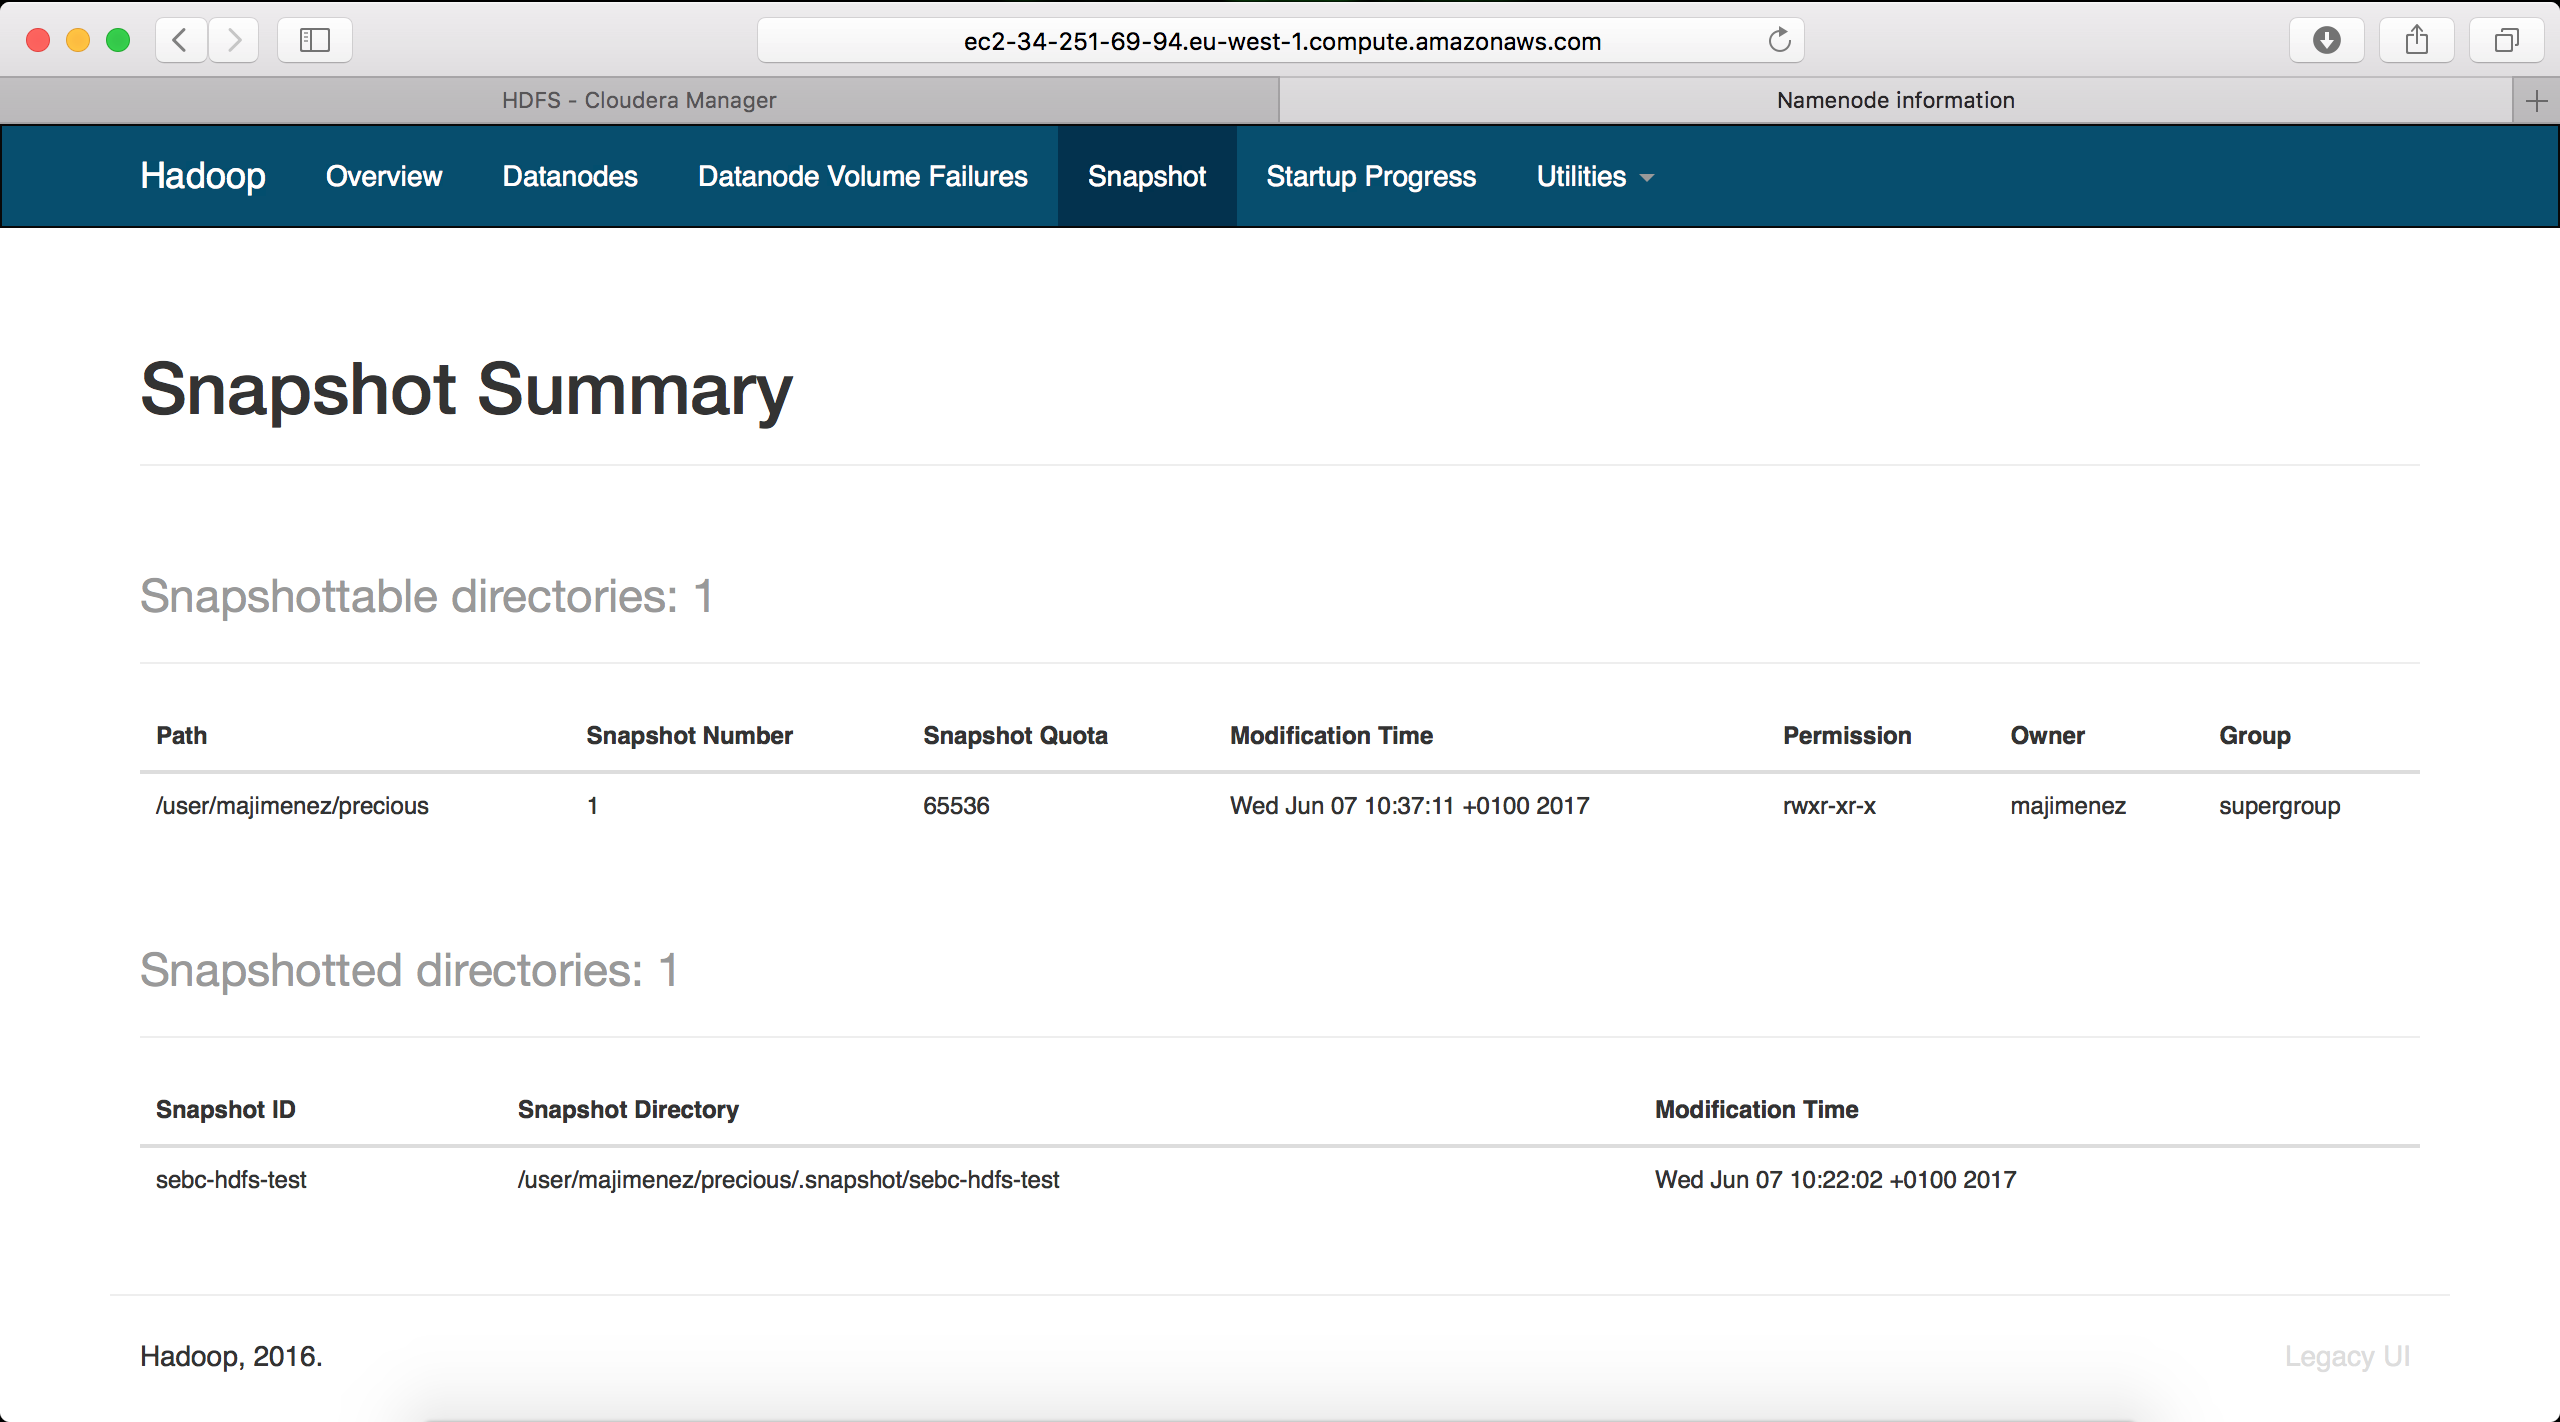 ec2-34-251-69-94.eu-west-1.compute.amazonaws.com
HDFS - Cloudera Manager Namenode information
Hadoop Overview Datanodes Datanode Volume Failures Snapshot Startup Progress Utilities
Snapshot Summary
Snapshottable directories: 1
Path Snapshot Number Snapshot Quota Modification Time Permission Owner Group
/user/majimenez/precious 1 65536 Wed Jun 07 10:37:11 +0100 2017 rwxr-xr-x majimenez supergroup
Snapshotted directories: 1
Snapshot ID Snapshot Directory Modification Time
sebc-hdfs-test /user/majimenez/precious/.snapshot/sebc-hdfs-test Wed Jun 07 10:22:02 +0100 2017
Hadoop, 2016. Legacy UI